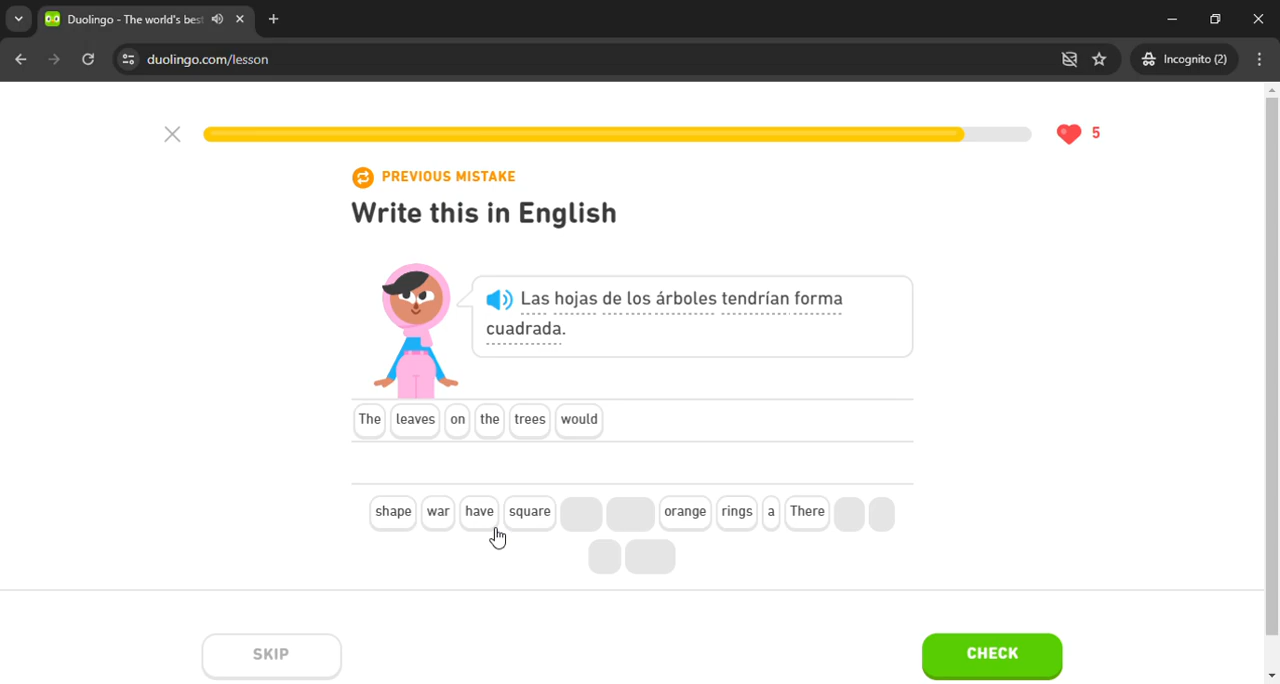 Duolingo - The world's best
duolingo.com/lesson
Incognito (2)
5
PREVIOUS MISTAKE
Write this in English
Las hojas de los árboles tendrían forma
cuadrada.
The leaves on the trees would
shape war have square orange rings a There
SKIP
CHECK